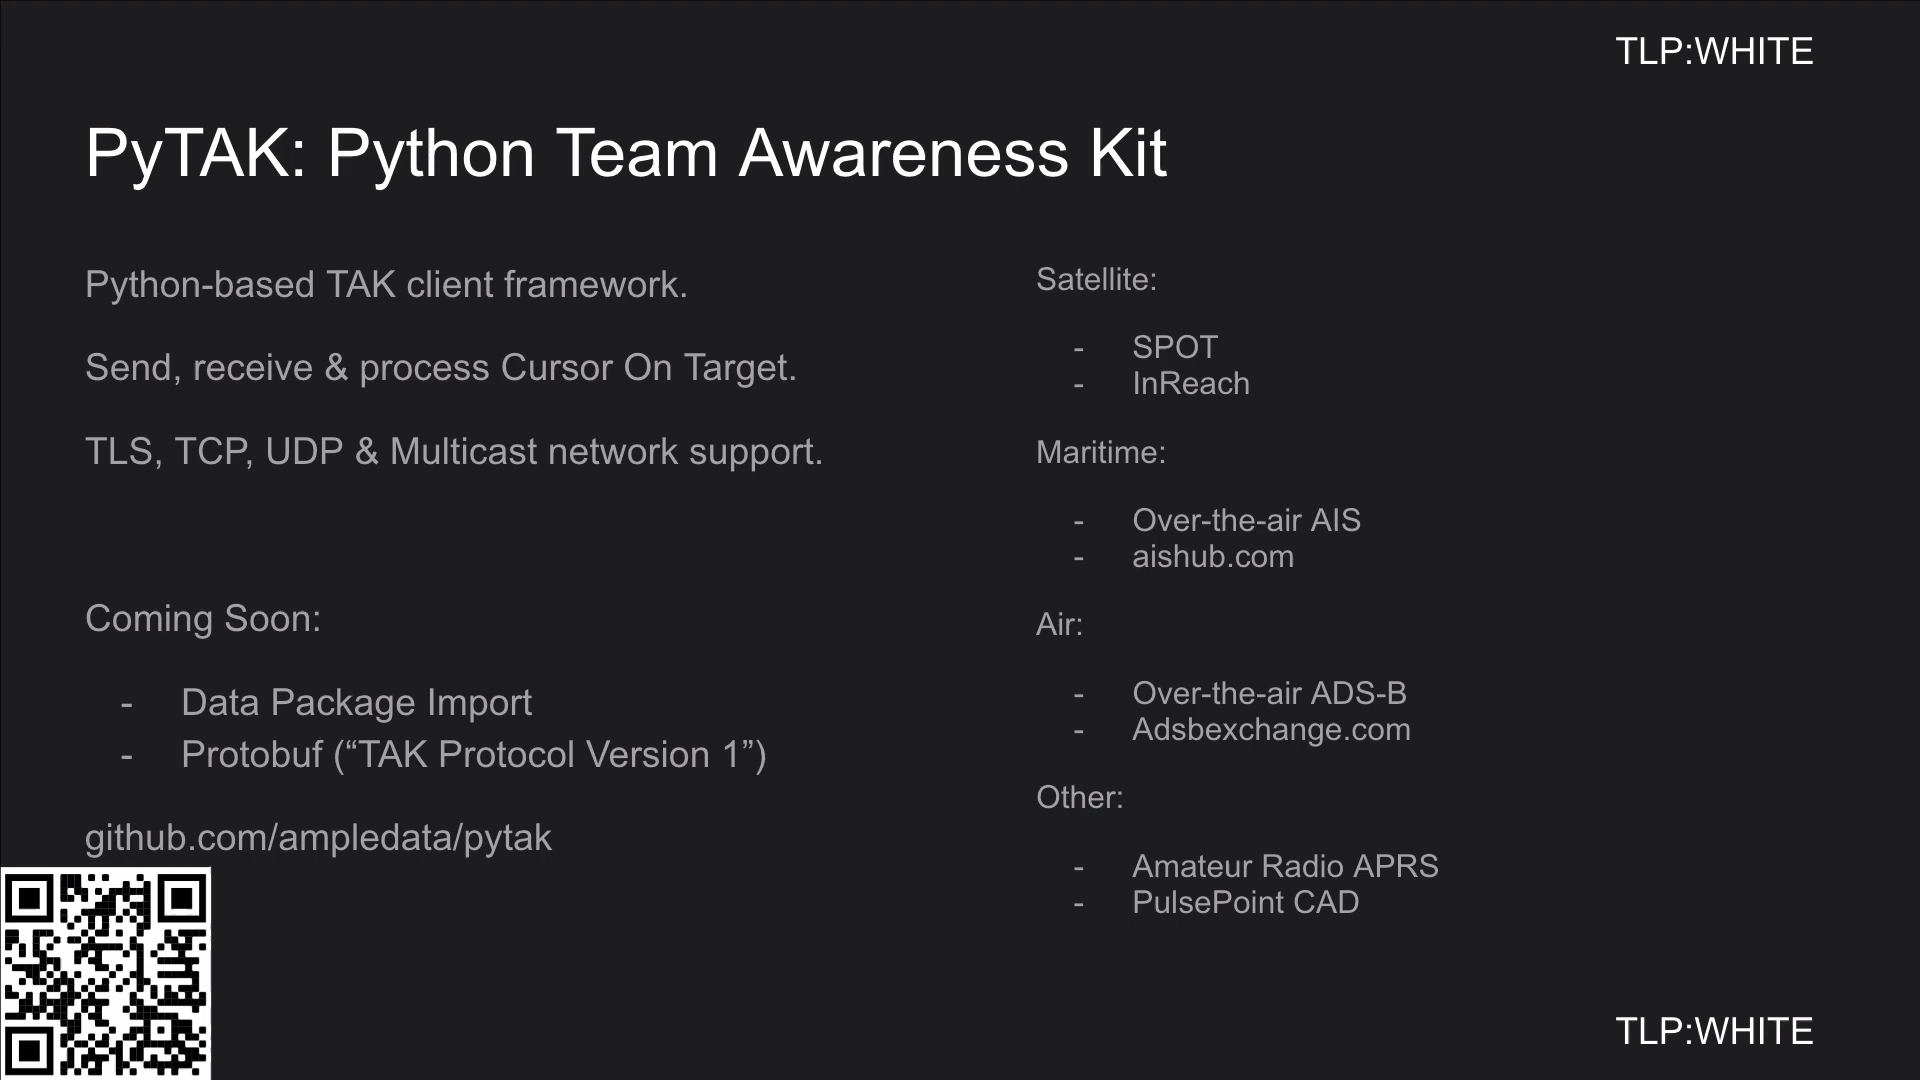 TLP:WHITE
PyTAK: Python Team Awareness Kit
Python-based TAK client framework.
Send, receive & process Cursor On Target.
TLS, TCP, UDP & Multicast network support.
Coming Soon:
- Data Package Import
- Protobuf (“TAK Protocol Version 1”)
github.com/ampledata/pytak
Satellite:
- SPOT
- InReach
Maritime:
- Over-the-air AIS
- aishub.com
Air:
- Over-the-air ADS-B
- Adsbexchange.com
Other:
- Amateur Radio APRS
- PulsePoint CAD
TLP:WHITE